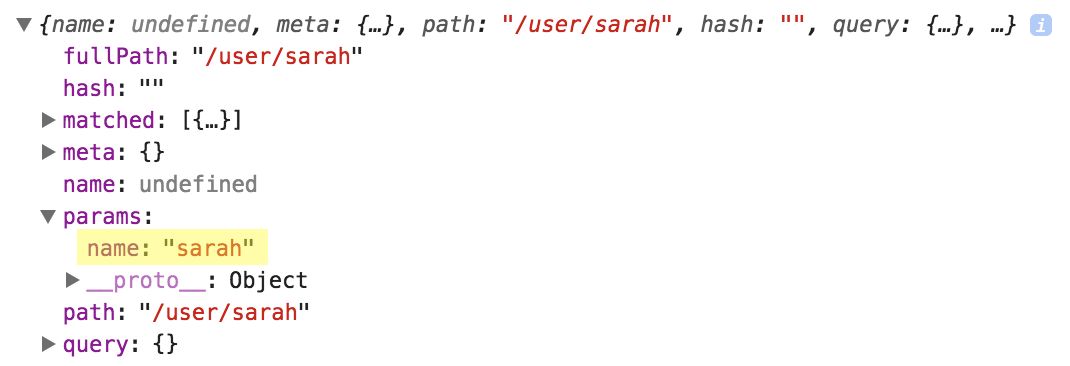 ▼{name: undefined, meta: {…}, path: "/user/sarah", hash: "", query: {…}, …} i
fullPath: "/user/sarah"
hash: ""
▶matched: [{…}]
▶meta: {}
name: undefined
▼params:
name: "sarah"
▶__proto__: Object
path: "/user/sarah"
▶query: {}